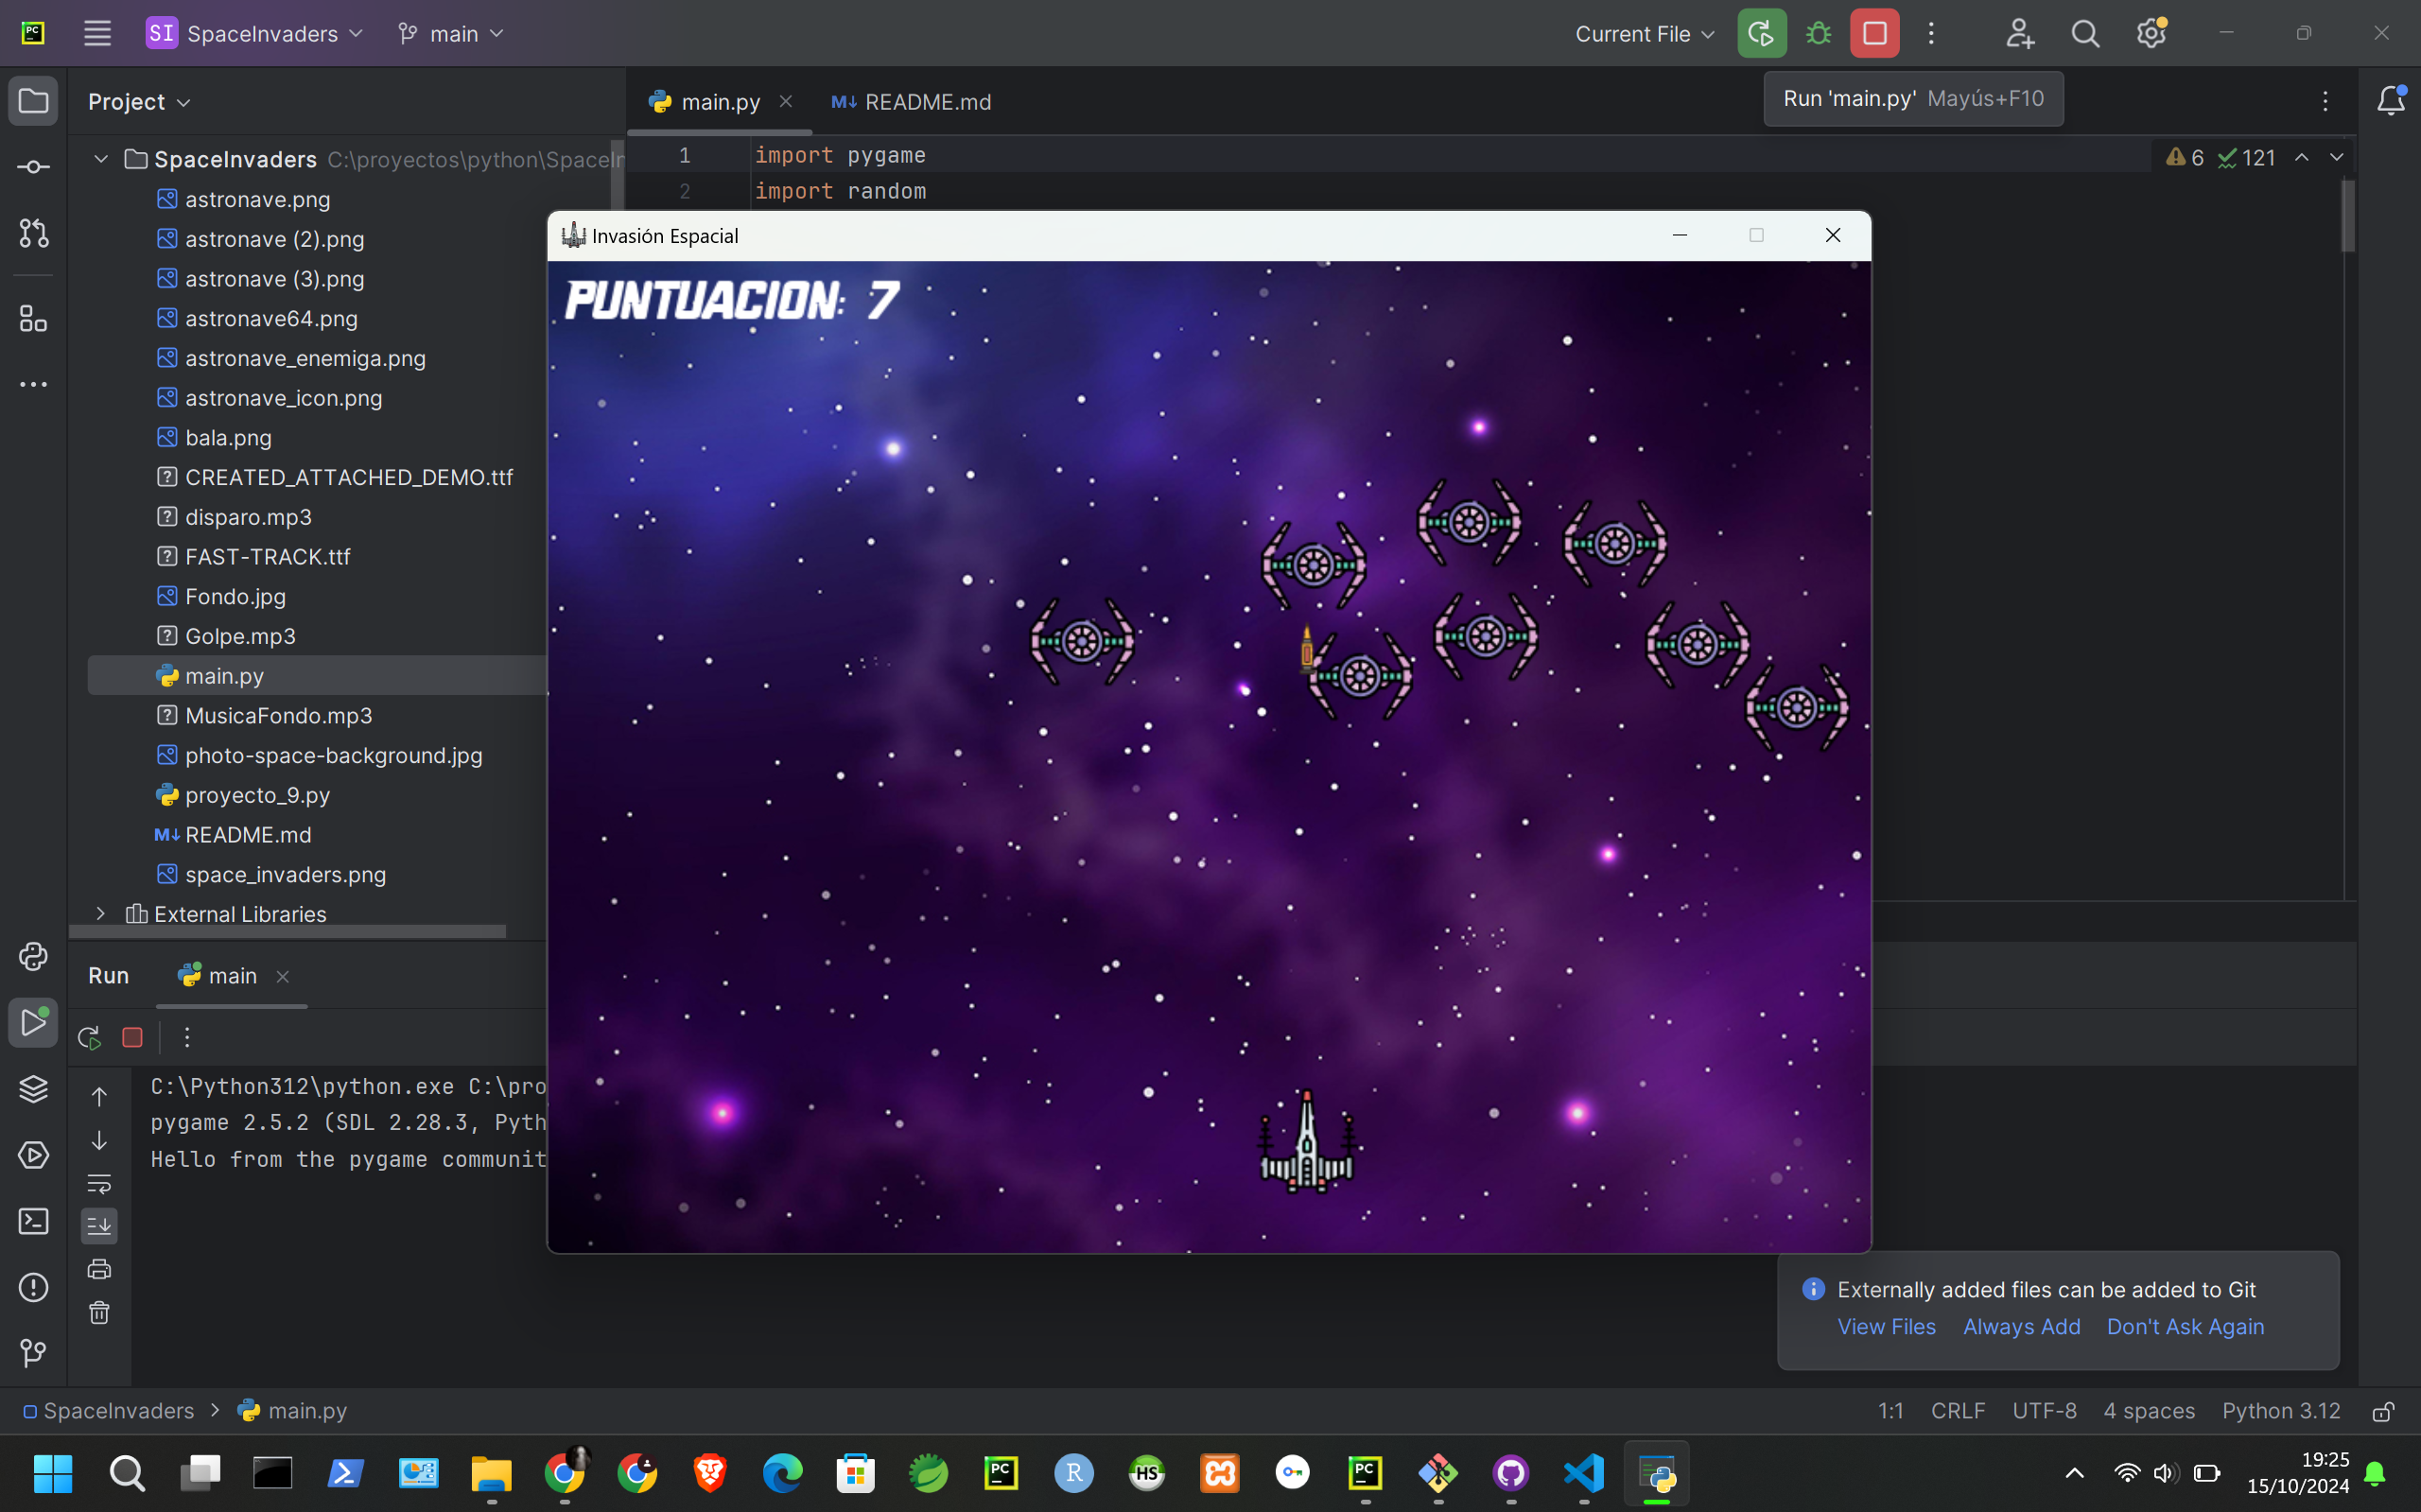 PC
SI SpaceInvaders
main
Current File
Project
main.py
README.md
Run 'main.py' Mayús+F10
SpaceInvaders C:\proyectos\python\SpaceIn
1 import pygame
6 121
2 import random
astronave.png
astronave (2).png
astronave (3).png
astronave64.png
astronave_enemiga.png
astronave_icon.png
bala.png
CREATED_ATTACHED_DEMO.ttf
disparo.mp3
FAST-TRACK.ttf
Fondo.jpg
Golpe.mp3
main.py
MusicaFondo.mp3
photo-space-background.jpg
proyecto_9.py
README.md
space_invaders.png
External Libraries
Invasión Espacial
PUNTUACION: 7
Run main
C:\Python312\python.exe C:\pro
pygame 2.5.2 (SDL 2.28.3, Pyth
Hello from the pygame communit
Externally added files can be added to Git
View Files Always Add Don't Ask Again
SpaceInvaders > main.py
1:1 CRLF UTF-8 4 spaces Python 3.12
PC R HS PC
19:25
15/10/2024